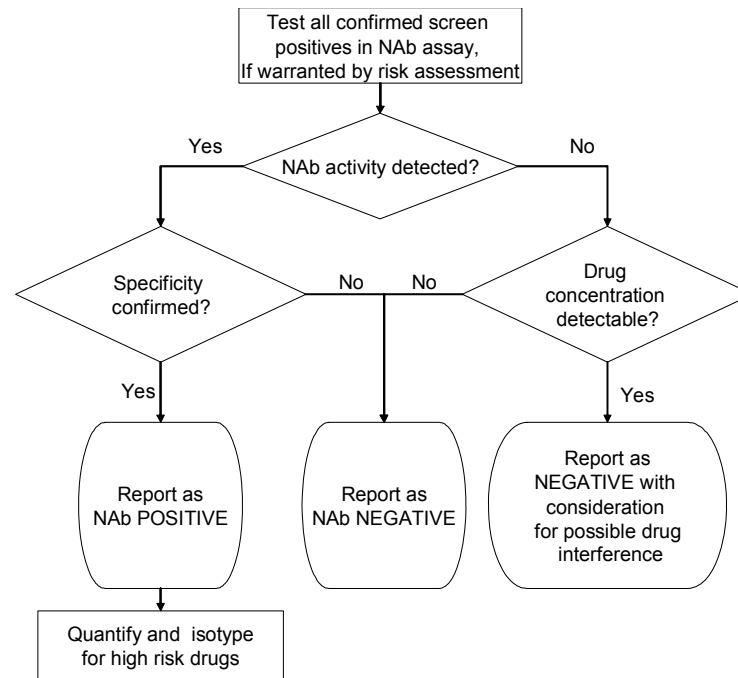 Test all confirmed screen
positives in NAb assay,
If warranted by risk assessment
Yes
No
NAb activity detected?
Specificity
confirmed?
No
No
Drug
concentration
detectable?
Yes
Yes
Report as
NAb POSITIVE
Report as
NAb NEGATIVE
Report as
NEGATIVE with
consideration
for possible drug
interference
Quantify and isotype
for high risk drugs